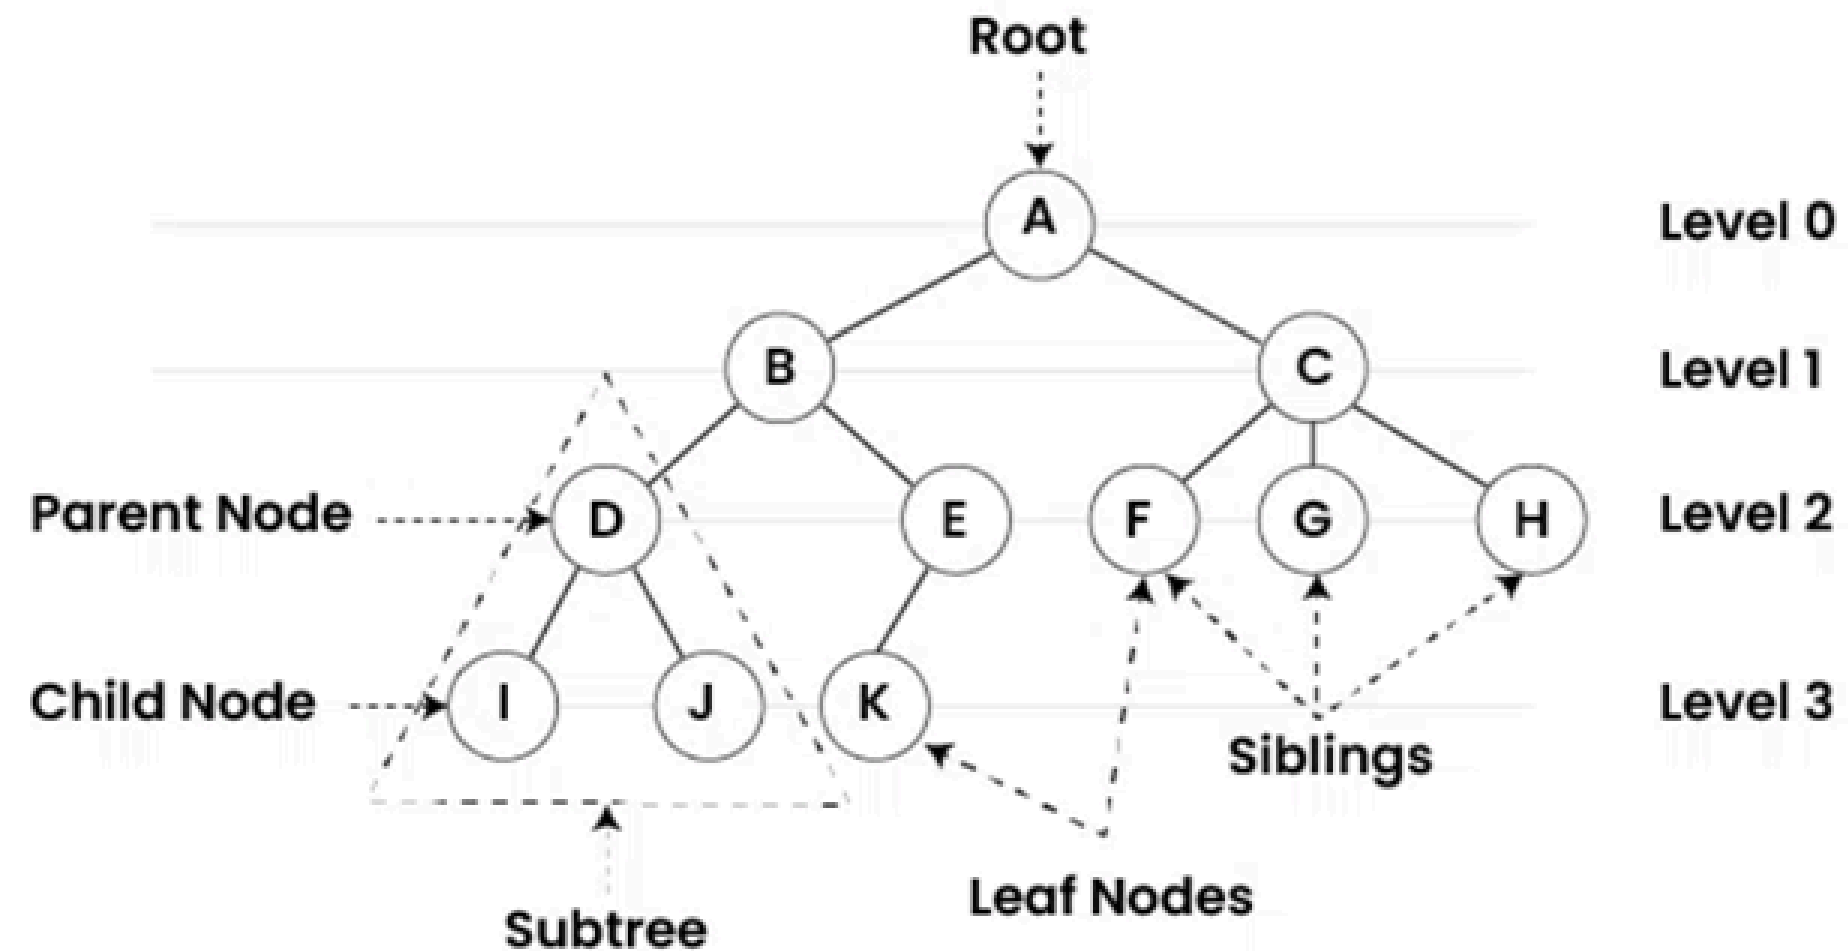 Root
A
Level 0
B
C
Level 1
Parent Node
D
E
F
G
H
Level 2
Child Node
I
J
K
Level 3
Siblings
Leaf Nodes
Subtree